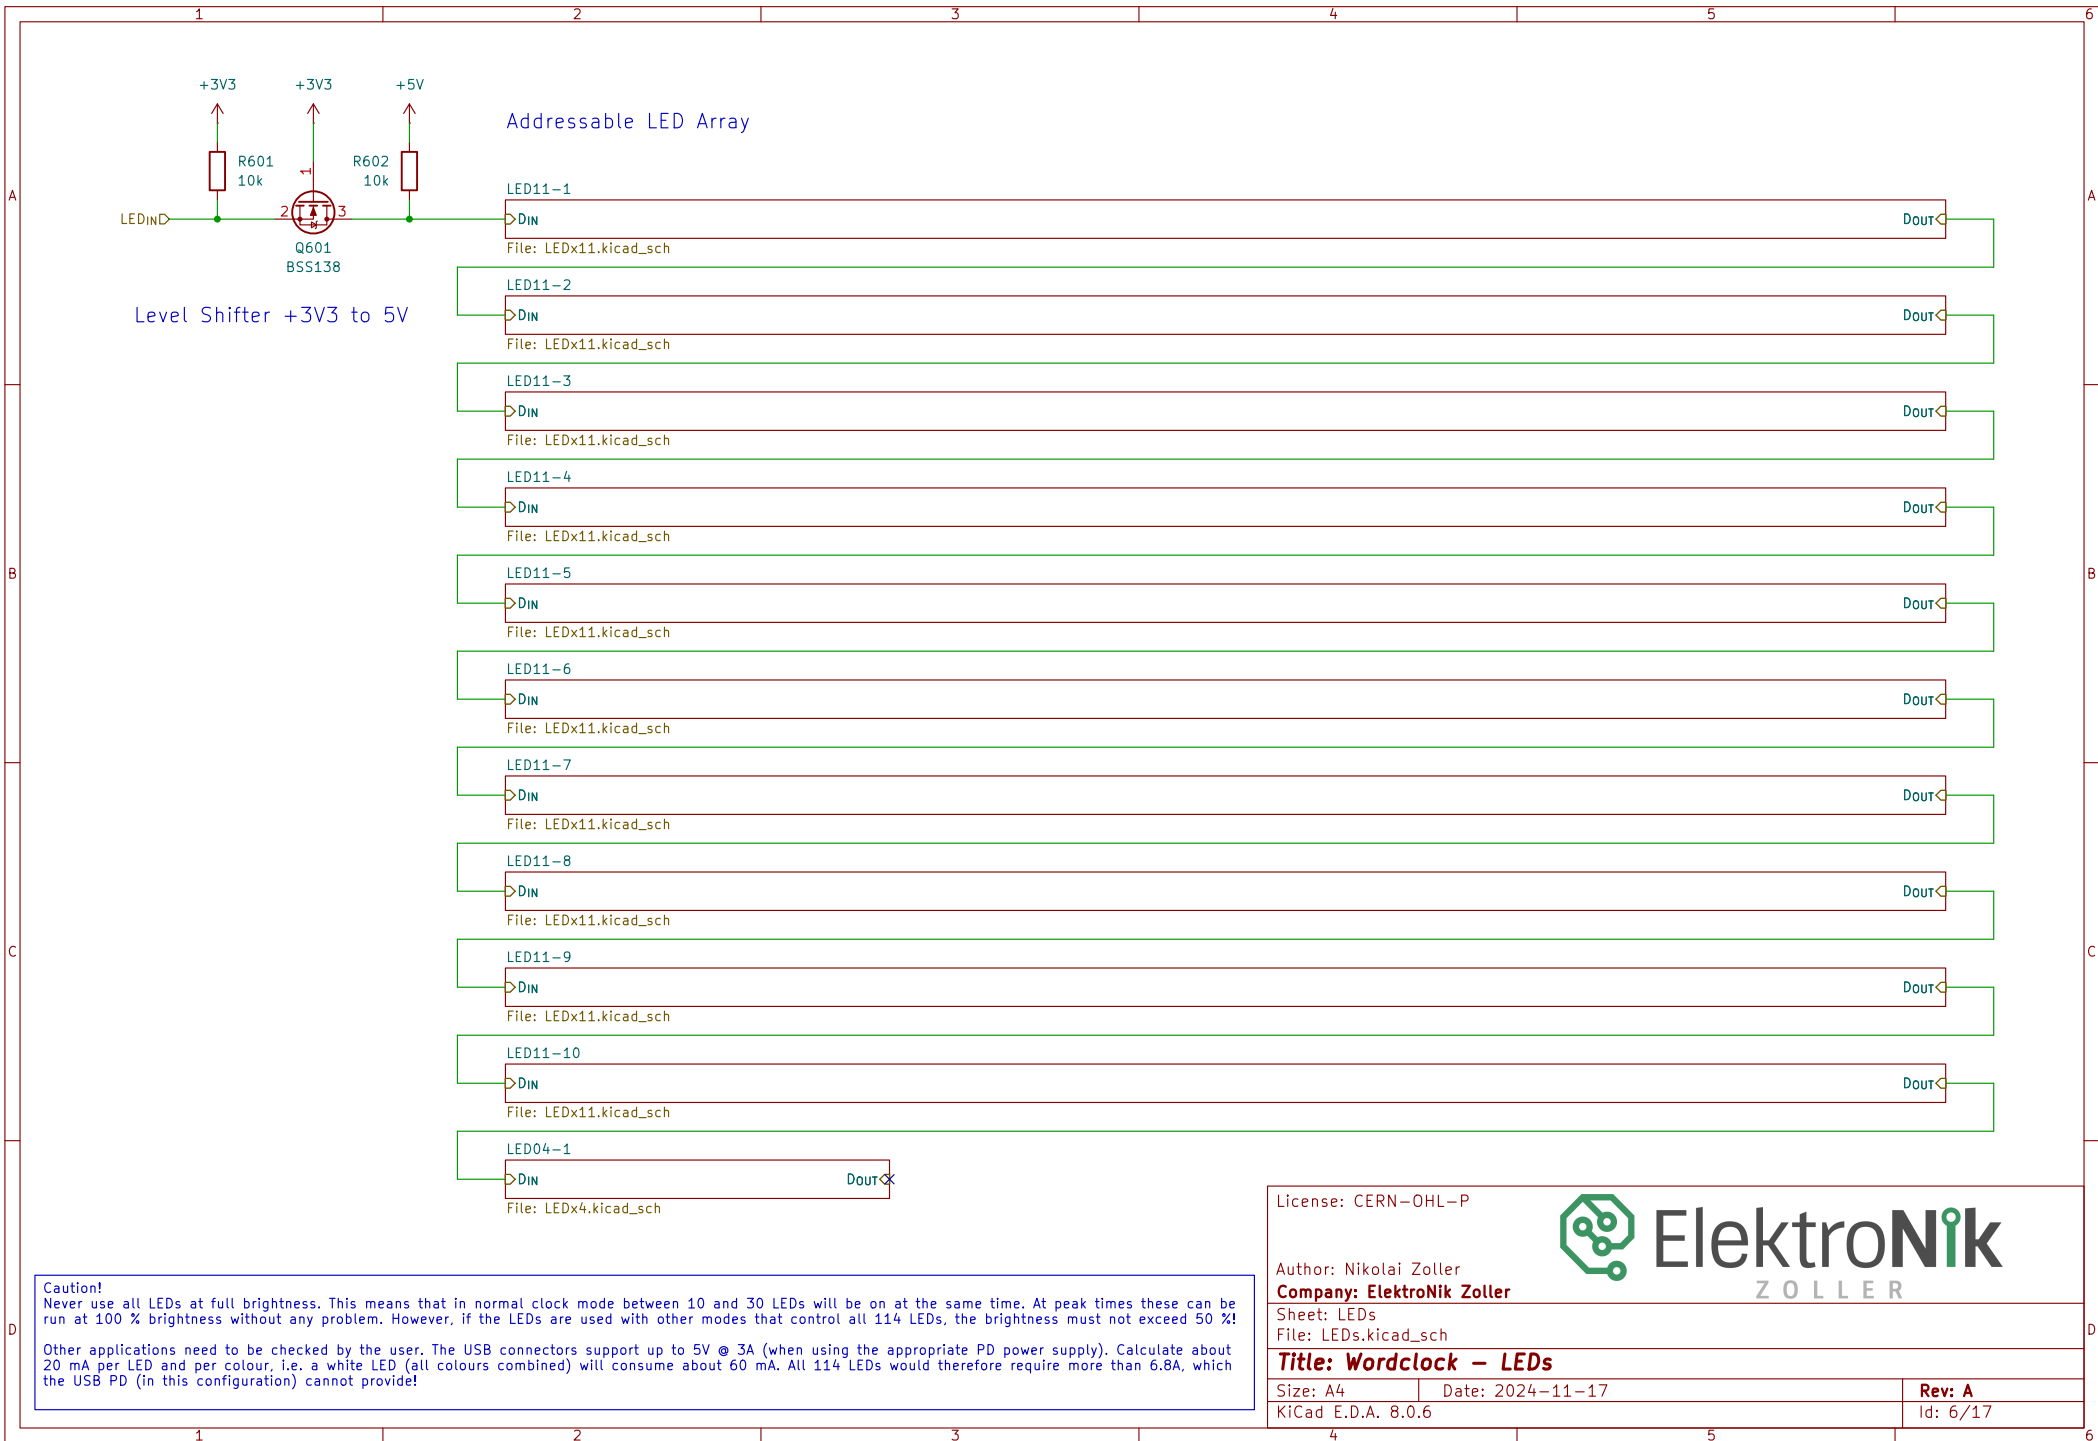 1 2 3 4 5 6
+3V3 +3V3 +5V
Addressable LED Array
R601
10k
R602
10k
1
A A
LEDIN
2 3
Q601
BSS138
Level Shifter +3V3 to 5V
LED11-1
DIN DOUT
File: LEDx11.kicad_sch
LED11-2
DIN DOUT
File: LEDx11.kicad_sch
LED11-3
DIN DOUT
File: LEDx11.kicad_sch
LED11-4
DIN DOUT
File: LEDx11.kicad_sch
B B
LED11-5
DIN DOUT
File: LEDx11.kicad_sch
LED11-6
DIN DOUT
File: LEDx11.kicad_sch
LED11-7
DIN DOUT
File: LEDx11.kicad_sch
LED11-8
DIN DOUT
File: LEDx11.kicad_sch
C C
LED11-9
DIN DOUT
File: LEDx11.kicad_sch
LED11-10
DIN DOUT
File: LEDx11.kicad_sch
LED04-1
DIN DOUT
File: LEDx4.kicad_sch
D D
Caution!
Never use all LEDs at full brightness. This means that in normal clock mode between 10 and 30 LEDs will be on at the same time. At peak times these can be
run at 100 % brightness without any problem. However, if the LEDs are used with other modes that control all 114 LEDs, the brightness must not exceed 50 %!
Other applications need to be checked by the user. The USB connectors support up to 5V @ 3A (when using the appropriate PD power supply). Calculate about
20 mA per LED and per colour, i.e. a white LED (all colours combined) will consume about 60 mA. All 114 LEDs would therefore require more than 6.8A, which
the USB PD (in this configuration) cannot provide!
License: CERN-OHL-P
ElektroNik
ZOLLER
Author: Nikolai Zoller
Company: ElektroNik Zoller
Sheet: LEDs
File: LEDs.kicad_sch
Title: Wordclock - LEDs
Size: A4 Date: 2024-11-17 Rev: A
KiCad E.D.A. 8.0.6 Id: 6/17
1 2 3 4 5 6